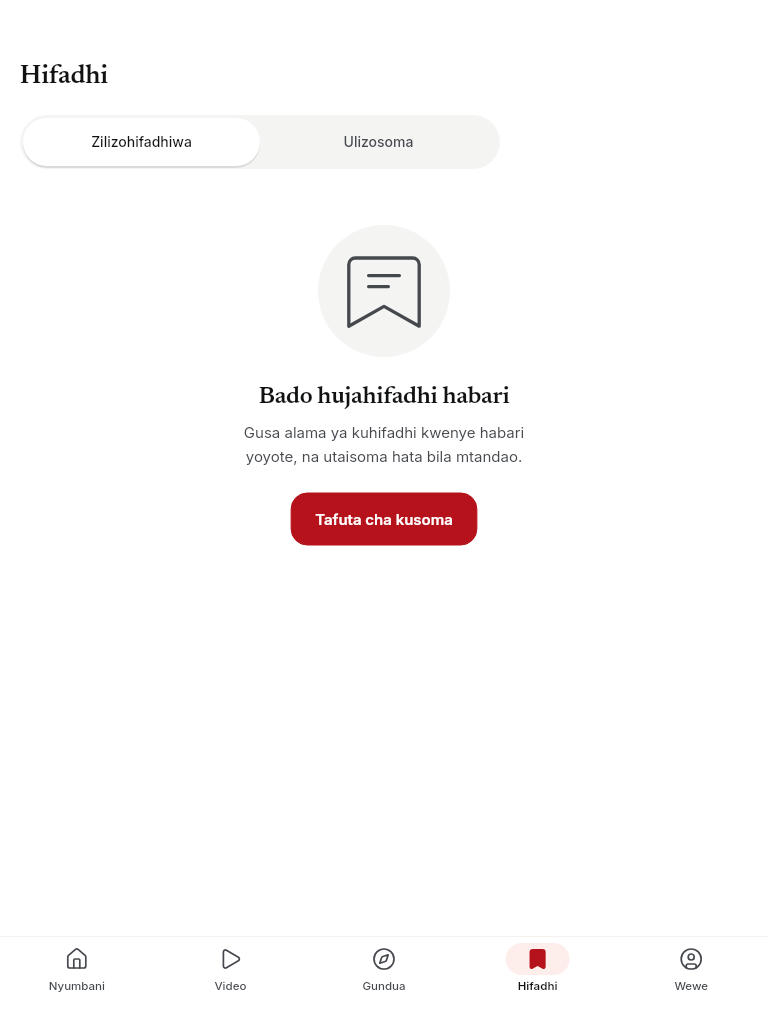 Hifadhi
Zilizohifadhiwa
Ulizosoma
Bado hujahifadhi habari
Gusa alama ya kuhifadhi kwenye habari
yoyote, na utaisoma hata bila mtandao.
Tafuta cha kusoma
Nyumbani
Video
Gundua
Hifadhi
Wewe